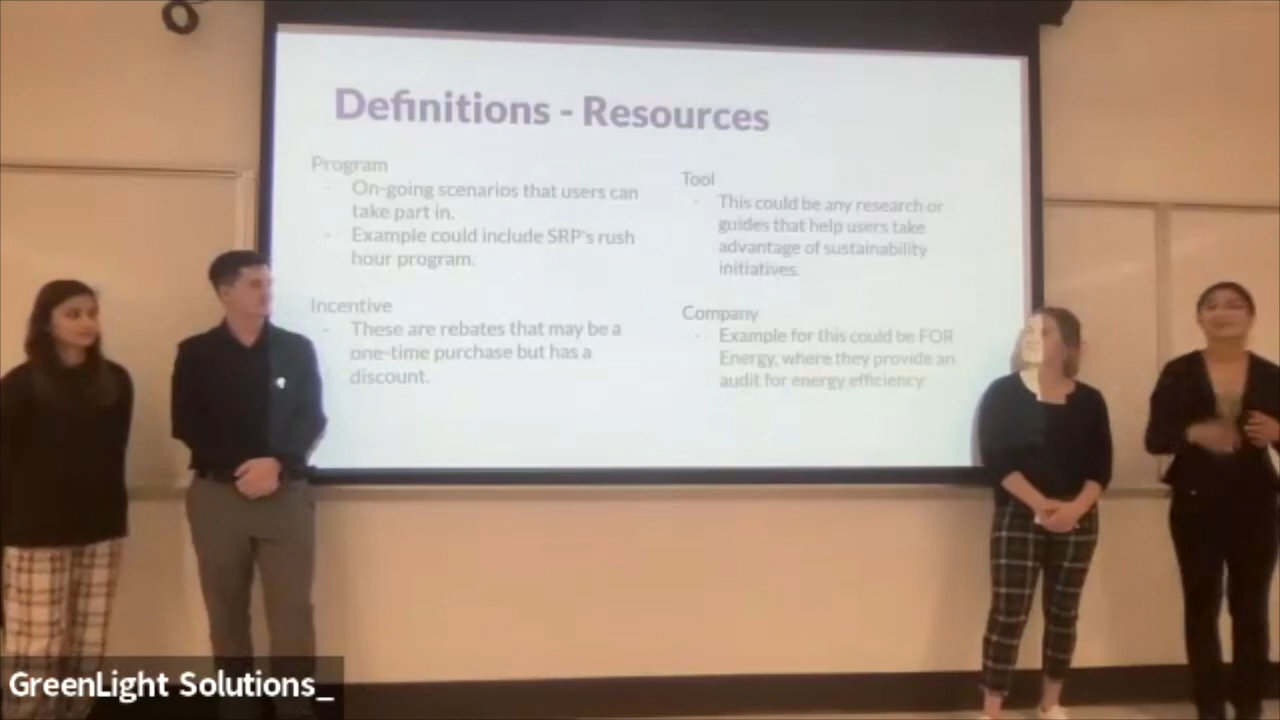 Definitions - Resources
Program
- On-going scenarios that users can
take part in.
- Example could include SRP's rush
hour program.
Incentive
- These are rebates that may be a
one-time purchase but has a
discount.
Tool
- This could be any research or
guides that help users take
advantage of sustainability
initiatives.
Company
- Example for this could be FOR
Energy, where they provide an
audit for energy efficiency
GreenLight Solutions_